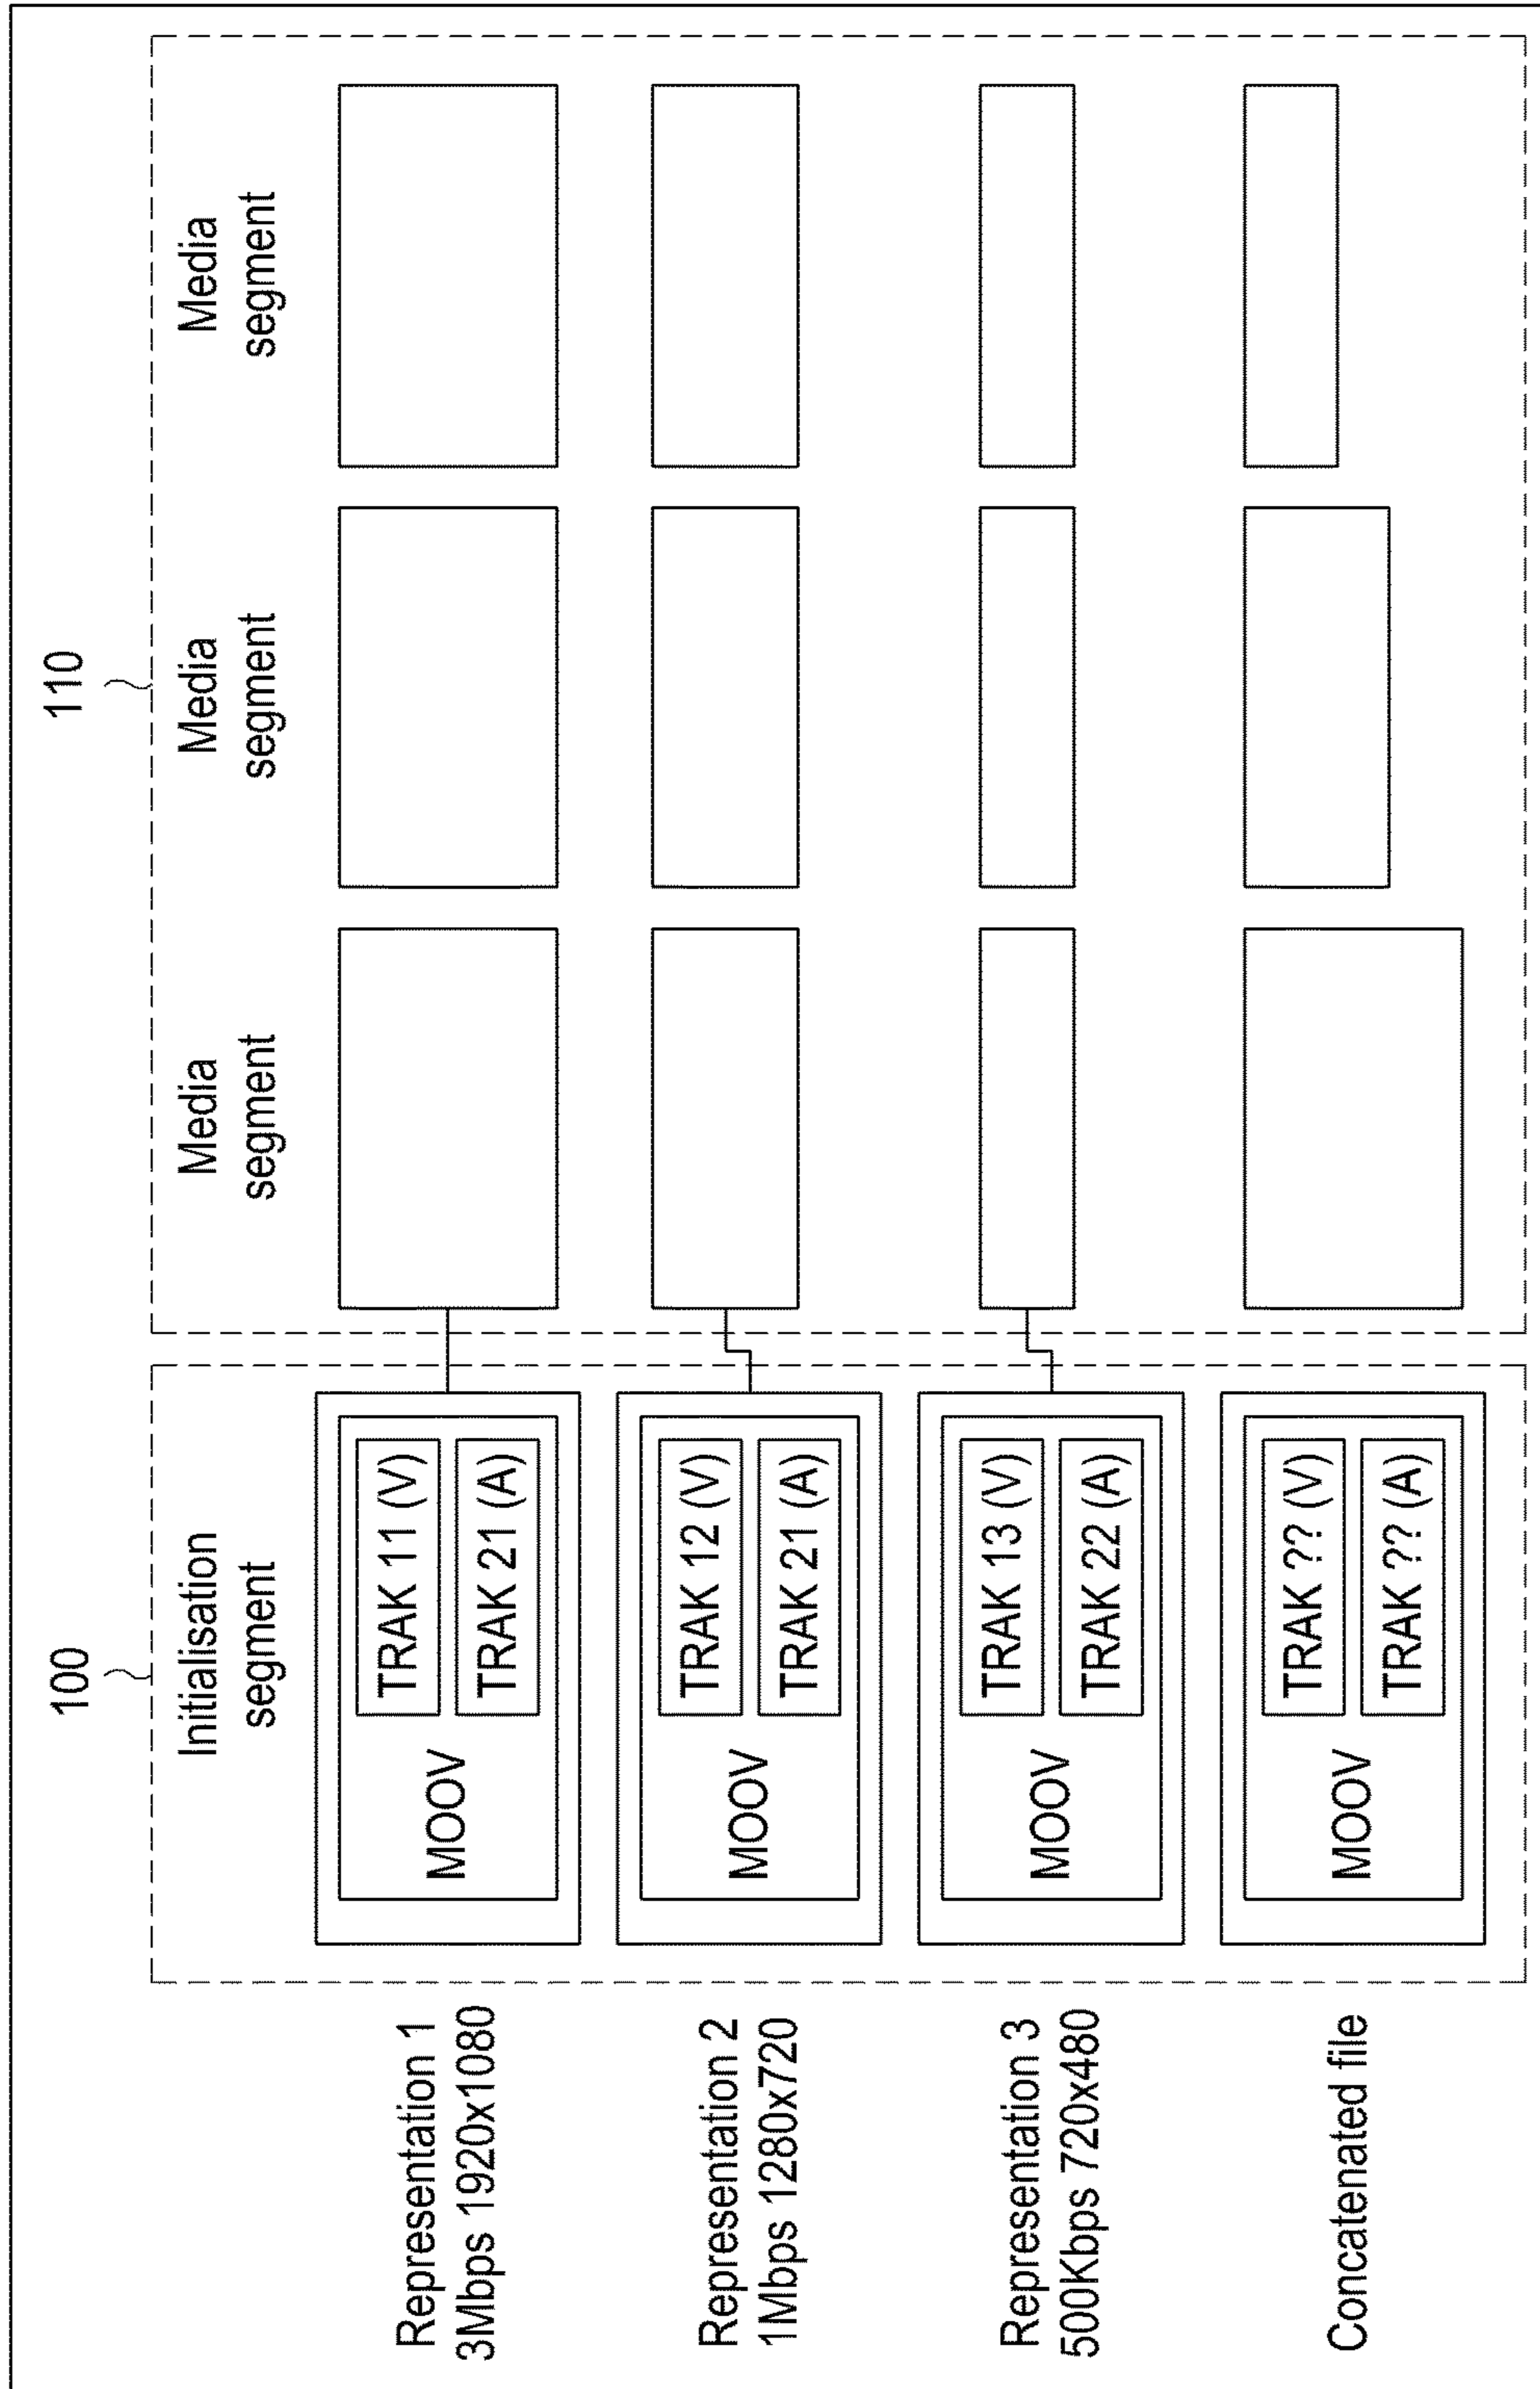 100
110
Initialisation
segment
Media
segment
Media
segment
Media
segment
Representation 1
3Mbps 1920x1080
MOOV
TRAK 11 (V)
TRAK 21 (A)
Representation 2
1Mbps 1280x720
MOOV
TRAK 12 (V)
TRAK 21 (A)
Representation 3
500Kbps 720x480
MOOV
TRAK 13 (V)
TRAK 22 (A)
Concatenated file
MOOV
TRAK ?? (V)
TRAK ?? (A)